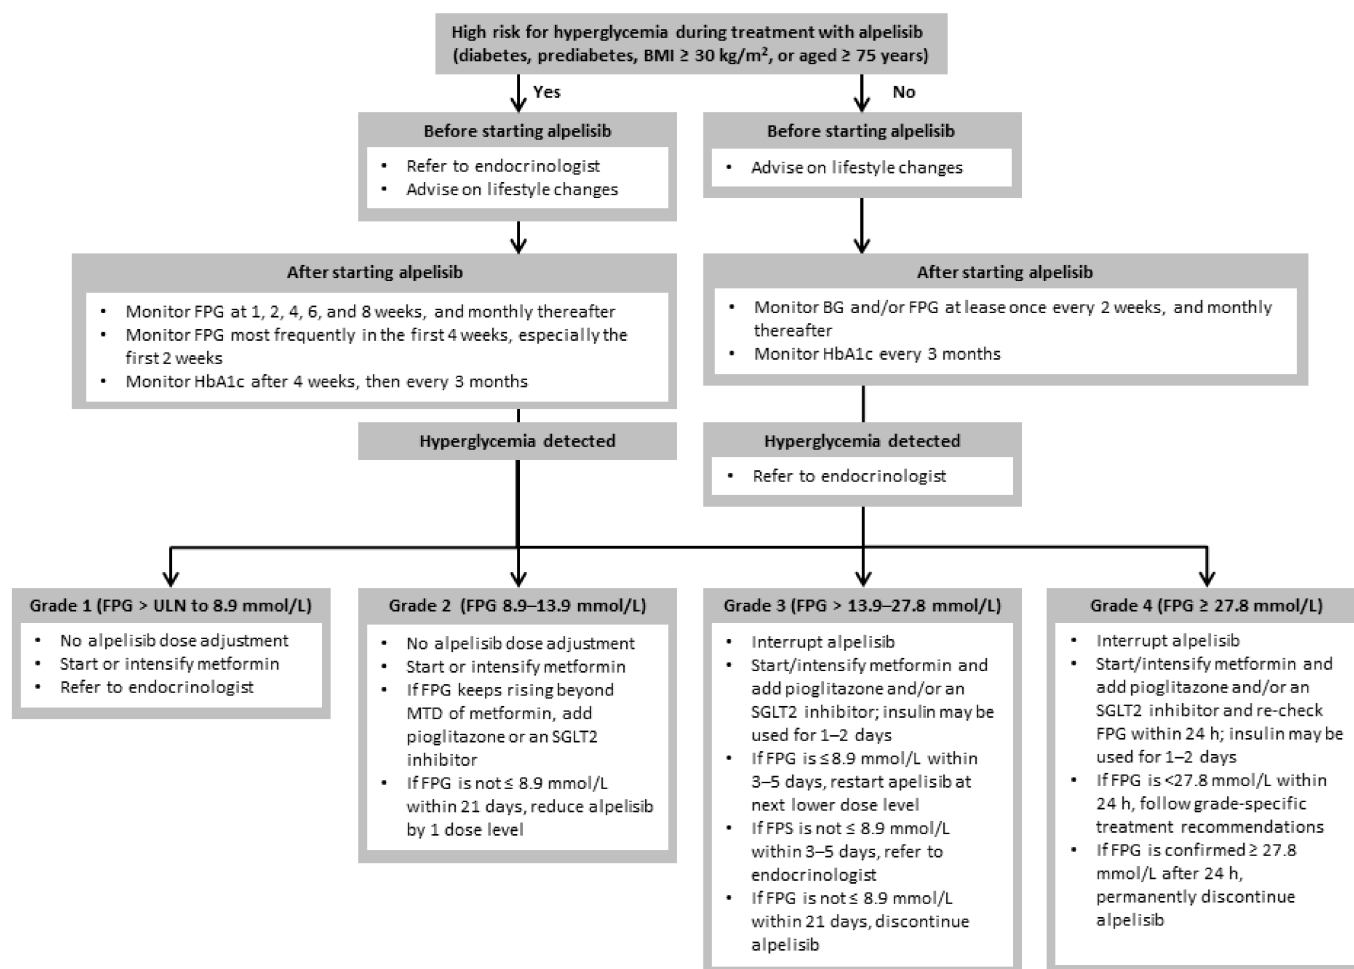 High risk for hyperglycemia during treatment with alpelisib
(diabetes, prediabetes, BMI ≥ 30 kg/m², or aged ≥ 75 years)
Yes
No
Before starting alpelisib
• Refer to endocrinologist
• Advise on lifestyle changes
Before starting alpelisib
• Advise on lifestyle changes
After starting alpelisib
• Monitor FPG at 1, 2, 4, 6, and 8 weeks, and monthly thereafter
• Monitor FPG most frequently in the first 4 weeks, especially the
first 2 weeks
• Monitor HbA1c after 4 weeks, then every 3 months
After starting alpelisib
• Monitor BG and/or FPG at lease once every 2 weeks, and monthly
thereafter
• Monitor HbA1c every 3 months
Hyperglycemia detected
Hyperglycemia detected
• Refer to endocrinologist
Grade 1 (FPG > ULN to 8.9 mmol/L)
• No alpelisib dose adjustment
• Start or intensify metformin
• Refer to endocrinologist
Grade 2 (FPG 8.9–13.9 mmol/L)
• No alpelisib dose adjustment
• Start or intensify metformin
• If FPG keeps rising beyond
MTD of metformin, add
pioglitazone or an SGLT2
inhibitor
• If FPG is not ≤ 8.9 mmol/L
within 21 days, reduce alpelisib
by 1 dose level
Grade 3 (FPG > 13.9–27.8 mmol/L)
• Interrupt alpelisib
• Start/intensify metformin and
add pioglitazone and/or an
SGLT2 inhibitor; insulin may be
used for 1–2 days
• If FPG is ≤8.9 mmol/L within
3–5 days, restart apelisib at
next lower dose level
• If FPS is not ≤ 8.9 mmol/L
within 3–5 days, refer to
endocrinologist
• If FPG is not ≤ 8.9 mmol/L
within 21 days, discontinue
alpelisib
Grade 4 (FPG ≥ 27.8 mmol/L)
• Interrupt alpelisib
• Start/intensify metformin and
add pioglitazone and/or an
SGLT2 inhibitor and re-check
FPG within 24 h; insulin may be
used for 1–2 days
• If FPG is <27.8 mmol/L within
24 h, follow grade-specific
treatment recommendations
• If FPG is confirmed ≥ 27.8
mmol/L after 24 h,
permanently discontinue
alpelisib